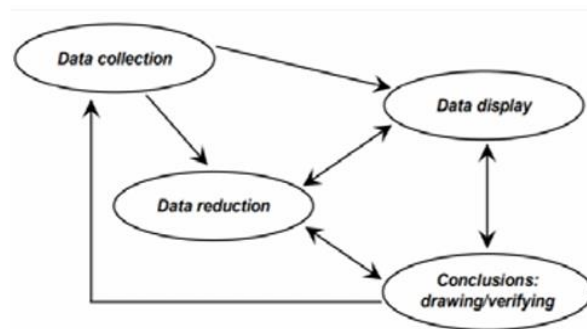 Data collection
Data display
Data reduction
Conclusions:
drawing/verifying